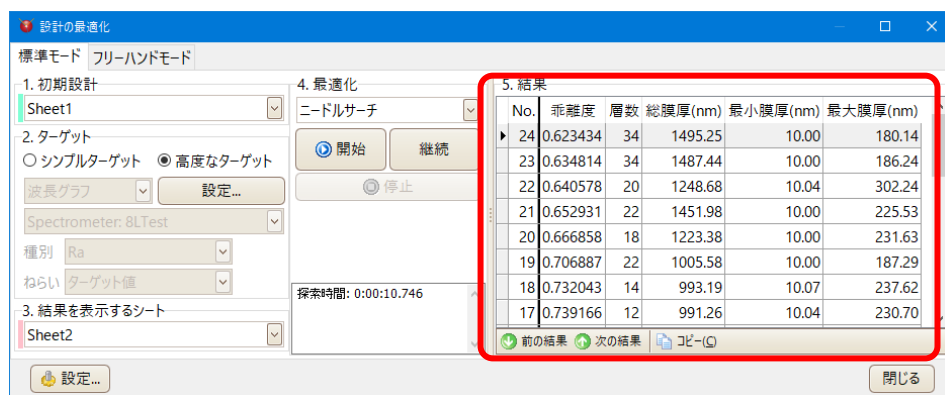 設計の最適化
標準モード フリーハンドモード
1. 初期設計
Sheet1
2. ターゲット
シンプルターゲット 高度なターゲット
波長グラフ 設定...
Spectrometer: 8LTest
種別 Ra
ねらい ターゲット値
3. 結果を表示するシート
Sheet2
4. 最適化
ニードルサーチ
開始 継続
停止
探索時間: 0:00:10.746
5. 結果
No. 乖離度 層数 総膜厚(nm) 最小膜厚(nm) 最大膜厚(nm)
24 0.623434 34 1495.25 10.00 180.14
23 0.634814 34 1487.44 10.00 186.24
22 0.640578 20 1248.68 10.04 302.24
21 0.652931 22 1451.98 10.00 225.53
20 0.666858 18 1223.38 10.00 231.63
19 0.706887 22 1005.58 10.00 187.29
18 0.732043 14 993.19 10.07 237.62
17 0.739166 12 991.26 10.04 230.70
前の結果 次の結果 コピー(C)
設定... 閉じる